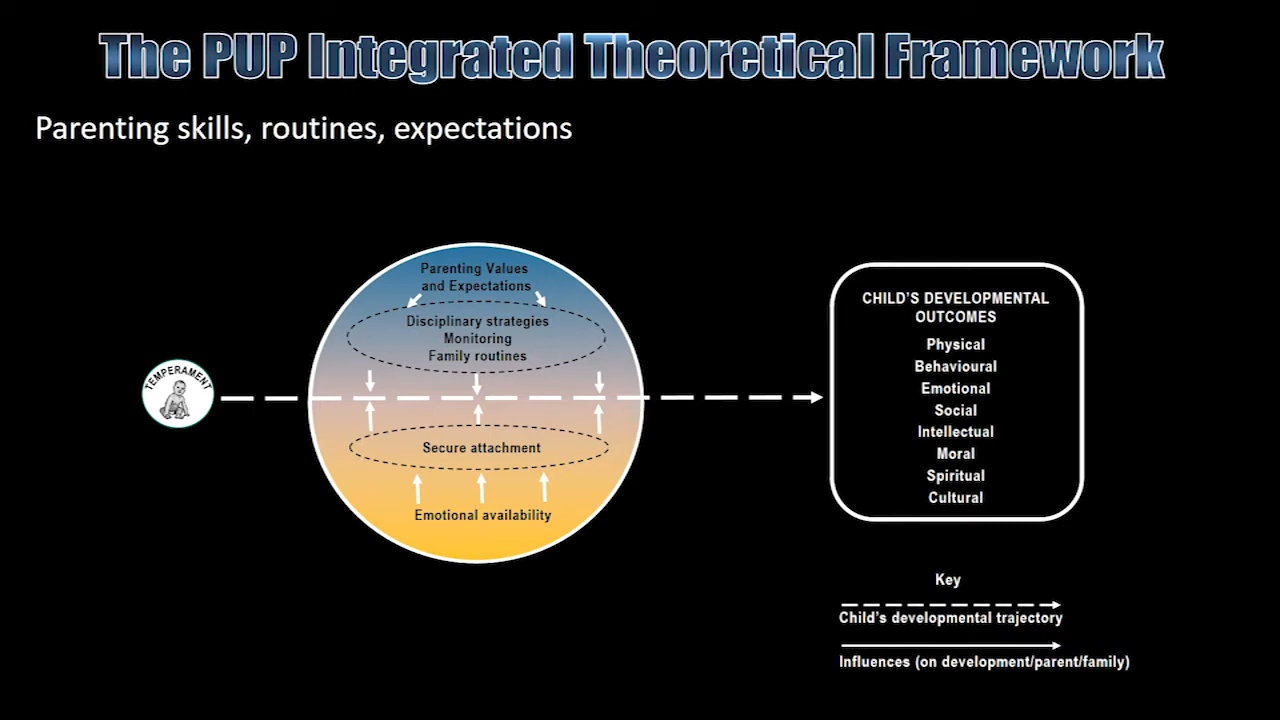 The PUP Integrated Theoretical Framework
Parenting skills, routines, expectations
Parenting Values
and Expectations
Disciplinary strategies
Monitoring
Family routines
TEMPERAMENT
Secure attachment
Emotional availability
CHILD'S DEVELOPMENTAL
OUTCOMES
Physical
Behavioural
Emotional
Social
Intellectual
Moral
Spiritual
Cultural
Key
Child's developmental trajectory
Influences (on development/parent/family)